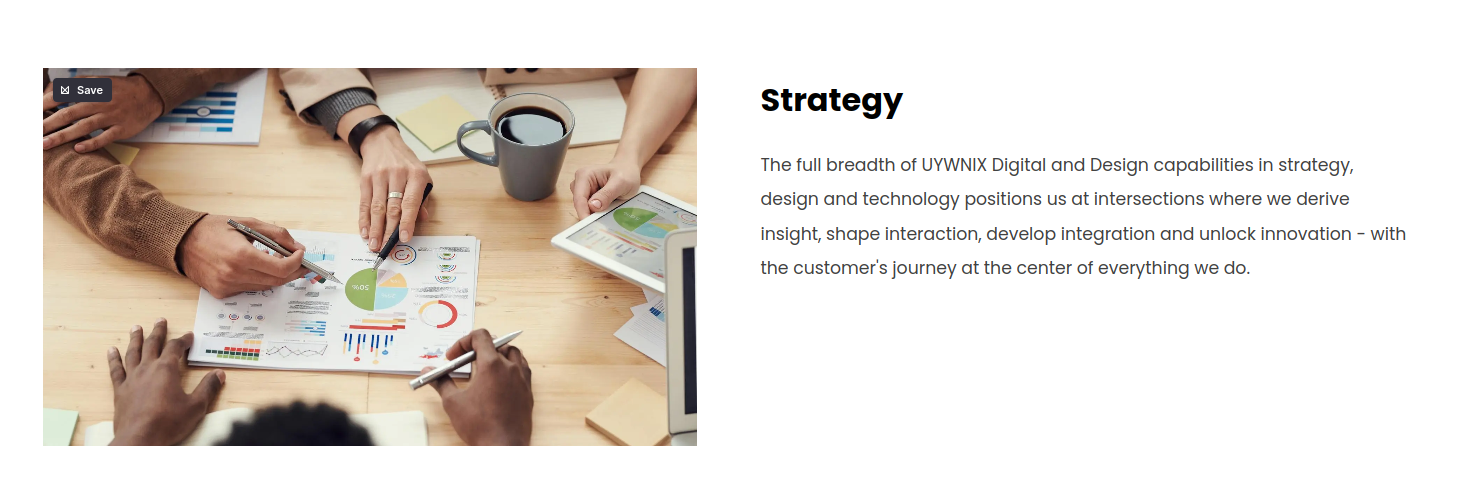 Save
Strategy
The full breadth of UYWNIX Digital and Design capabilities in strategy,
design and technology positions us at intersections where we derive
insight, shape interaction, develop integration and unlock innovation - with
the customer's journey at the center of everything we do.
50%